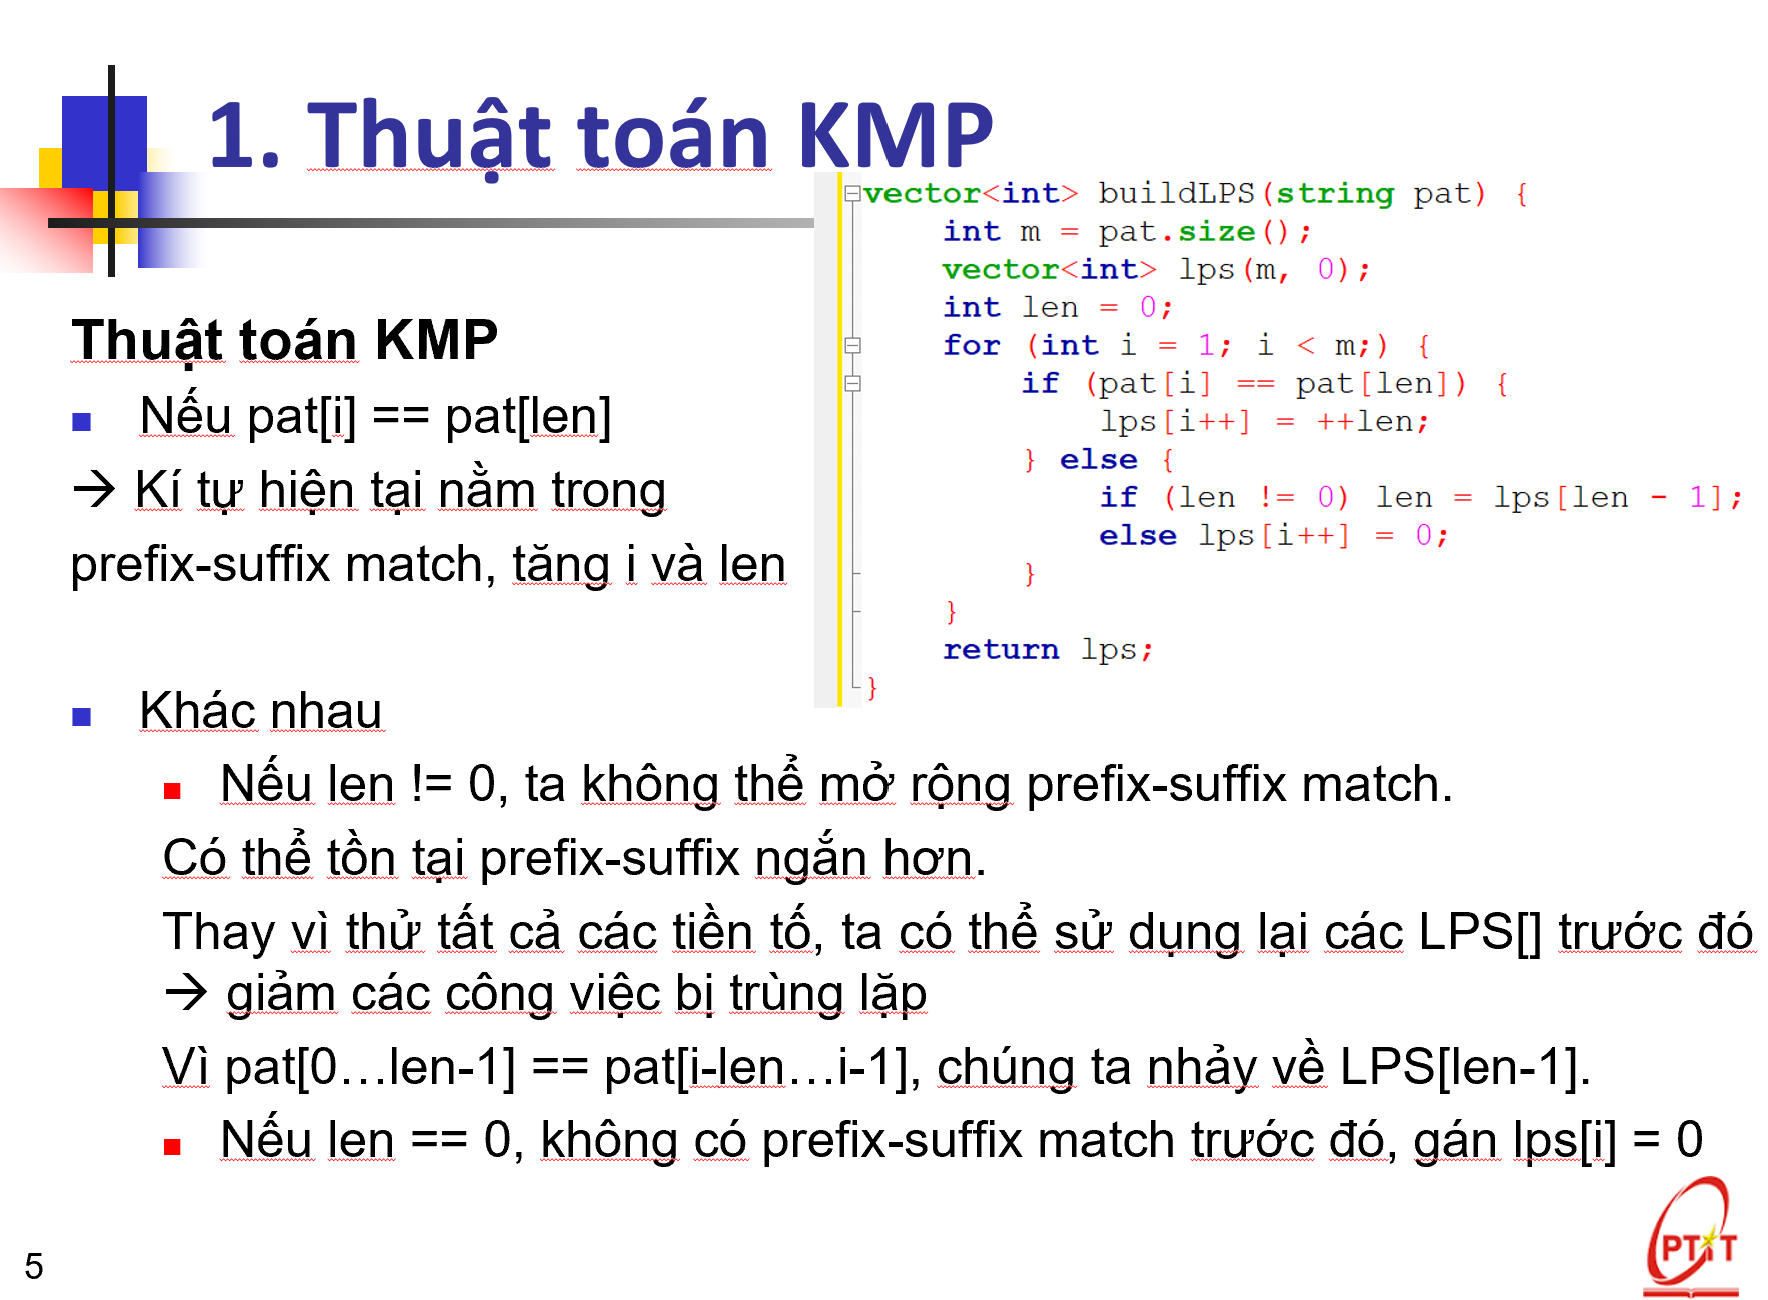 1. Thuật toán KMP
vector<int> buildLPS(string pat) {
int m = pat.size();
vector<int> lps(m, 0);
int len = 0;
for (int i = 1; i < m;) {
if (pat[i] == pat[len]) {
lps[i++] = ++len;
} else {
if (len != 0) len = lps[len - 1];
else lps[i++] = 0;
}
}
return lps;
}
Thuật toán KMP
Nếu pat[i] == pat[len]
→ Kí tự hiện tại nằm trong
prefix-suffix match, tăng i và len
Khác nhau
Nếu len != 0, ta không thể mở rộng prefix-suffix match.
Có thể tồn tại prefix-suffix ngắn hơn.
Thay vì thử tất cả các tiền tố, ta có thể sử dụng lại các LPS[] trước đó
→ giảm các công việc bị trùng lặp
Vì pat[0…len-1] == pat[i-len…i-1], chúng ta nhảy về LPS[len-1].
Nếu len == 0, không có prefix-suffix match trước đó, gán lps[i] = 0
5
PTIT